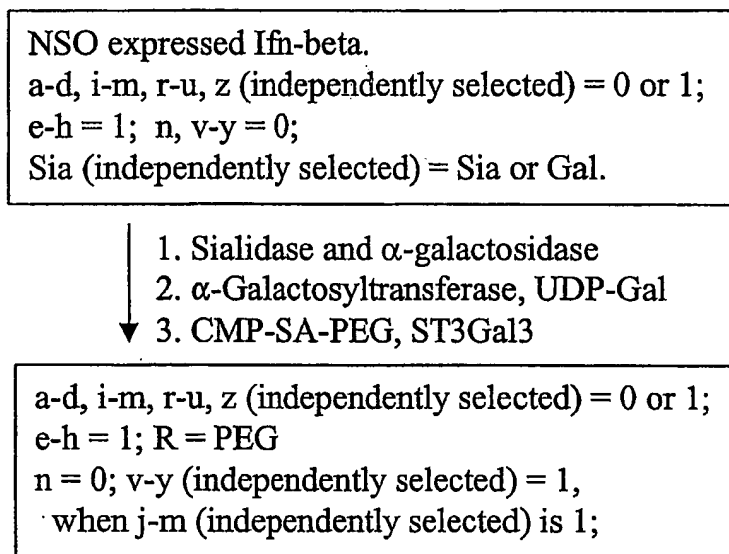 NSO expressed Ifn-beta.
a-d, i-m, r-u, z (independently selected) = 0 or 1;
e-h = 1; n, v-y = 0;
Sia (independently selected) = Sia or Gal.
1. Sialidase and α-galactosidase
2. α-Galactosyltransferase, UDP-Gal
3. CMP-SA-PEG, ST3Gal3
a-d, i-m, r-u, z (independently selected) = 0 or 1;
e-h = 1; R = PEG
n = 0; v-y (independently selected) = 1,
when j-m (independently selected) is 1;